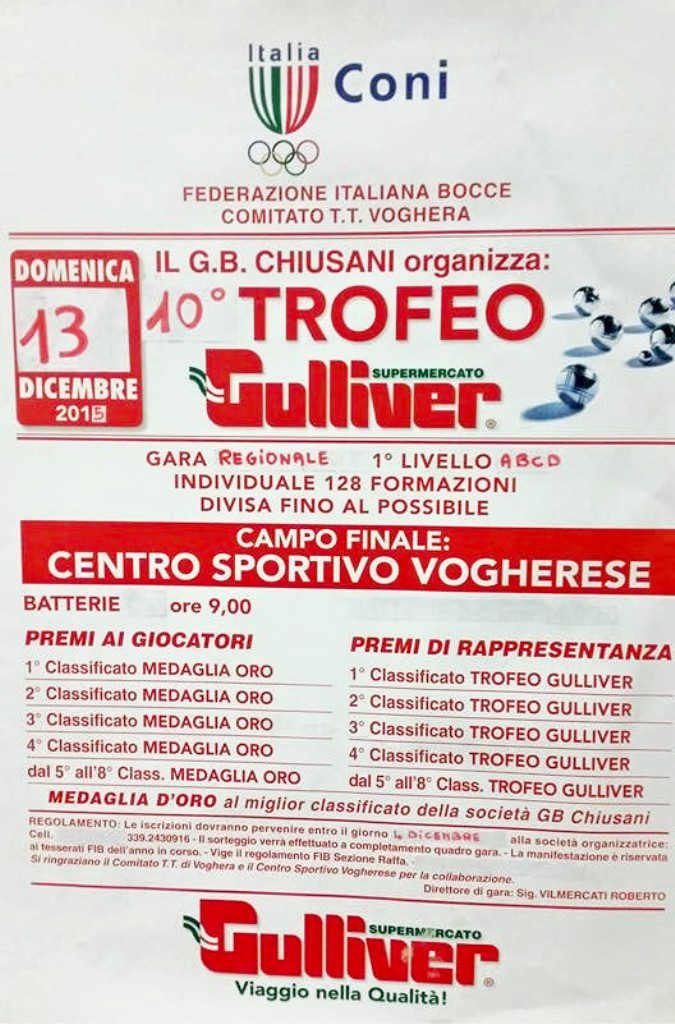 Italia
Coni
FEDERAZIONE ITALIANA BOCCE
COMITATO T.T. VOGHERA
DOMENICA
13
DICEMBRE
2015
IL G.B. CHIUSANI organizza:
10° TROFEO
SUPERMERCATO
Gulliver®
GARA REGIONALE 1° LIVELLO ABCD
INDIVIDUALE 128 FORMAZIONI
DIVISA FINO AL POSSIBILE
CAMPO FINALE:
CENTRO SPORTIVO VOGHERESE
BATTERIE ore 9,00
PREMI AI GIOCATORI
1° Classificato MEDAGLIA ORO
2° Classificato MEDAGLIA ORO
3° Classificato MEDAGLIA ORO
4° Classificato MEDAGLIA ORO
dal 5° all'8° Class. MEDAGLIA ORO
PREMI DI RAPPRESENTANZA
1° Classificato TROFEO GULLIVER
2° Classificato TROFEO GULLIVER
3° Classificato TROFEO GULLIVER
4° Classificato TROFEO GULLIVER
dal 5° all'8° Class. TROFEO GULLIVER
MEDAGLIA D'ORO al miglior classificato della società GB Chiusani
REGOLAMENTO: Le iscrizioni dovranno pervenire entro il giorno 4 DICEMBRE alla società organizzatrice:
Cell. 339.2430916 - Il sorteggio verrà effettuato a completamento quadro gara. - La manifestazione è riservata
ai tesserati FIB dell'anno in corso. - Vige il regolamento FIB Sezione Raffa. -
Si ringraziano il Comitato T.T. di Voghera e il Centro Sportivo Vogherese per la collaborazione.
Direttore di gara: Sig. VILMERCATI ROBERTO
SUPERMERCATO
Gulliver®
Viaggio nella Qualità!